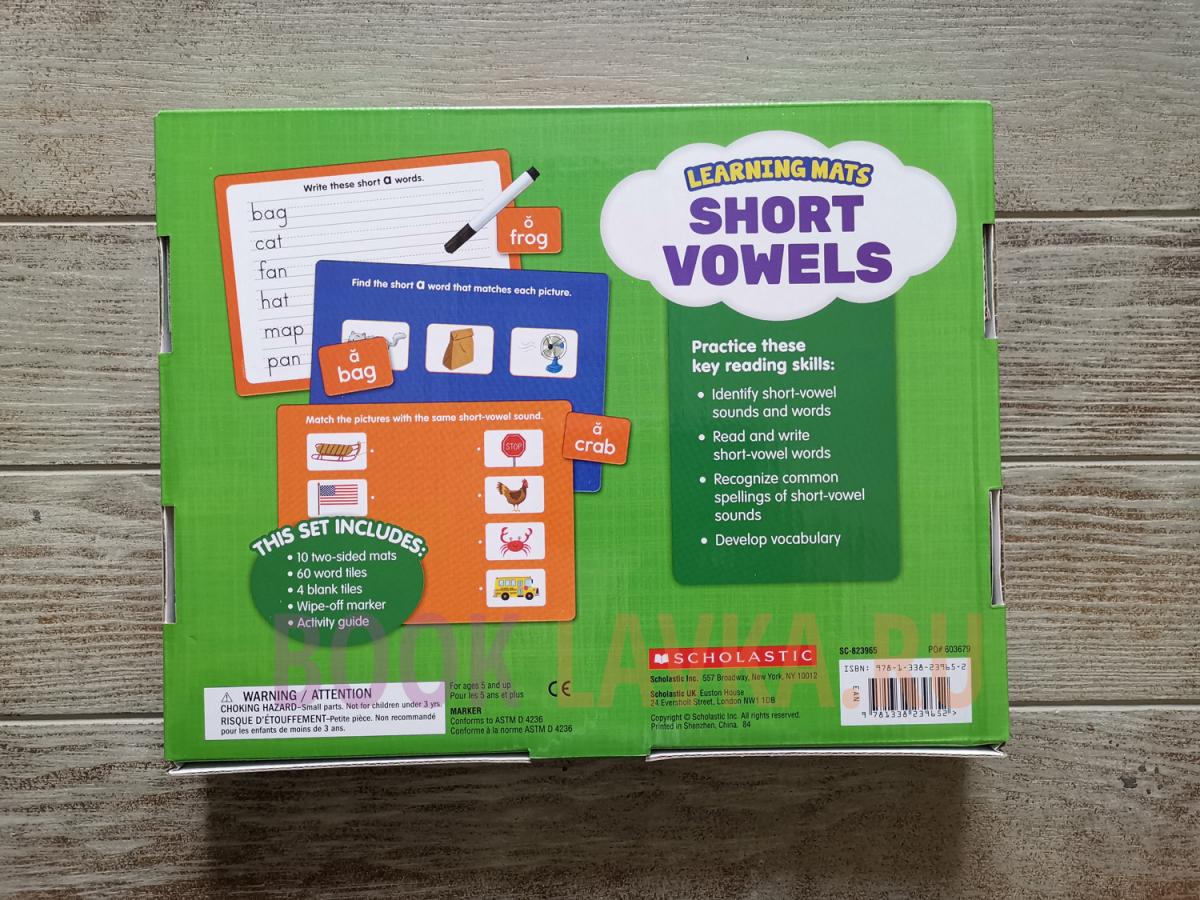 Write these short a words.
bag
cat
fan
hat
map
pan
ŏ
frog
Find the short a word that matches each picture.
ă
bag
Match the pictures with the same short-vowel sound.
STOP
ă
crab
THIS SET INCLUDES:
• 10 two-sided mats
• 60 word tiles
• 4 blank tiles
• Wipe-off marker
• Activity guide
LEARNING MATS
SHORT
VOWELS
Practice these
key reading skills:
• Identify short-vowel
sounds and words
• Read and write
short-vowel words
• Recognize common
spellings of short-vowel
sounds
• Develop vocabulary
BOOK LAVKA.RU
⚠ WARNING / ATTENTION
CHOKING HAZARD–Small parts. Not for children under 3 yrs.
RISQUE D'ÉTOUFFEMENT–Petite pièce. Non recommandé
pour les enfants de moins de 3 ans.
For ages 5 and up
Pour les 5 ans et plus
CE
MARKER
Conforms to ASTM D 4236
Conforme à la norme ASTM D 4236
SCHOLASTIC
Scholastic Inc. 557 Broadway, New York, NY 10012
Scholastic UK Euston House
24 Eversholt Street, London NW1 1DB
Copyright © Scholastic Inc. All rights reserved.
Printed in Shenzhen, China. 84
SC-823965
PO# 603679
ISBN: 978-1-338-23965-2
EAN
9 781338 239652 >